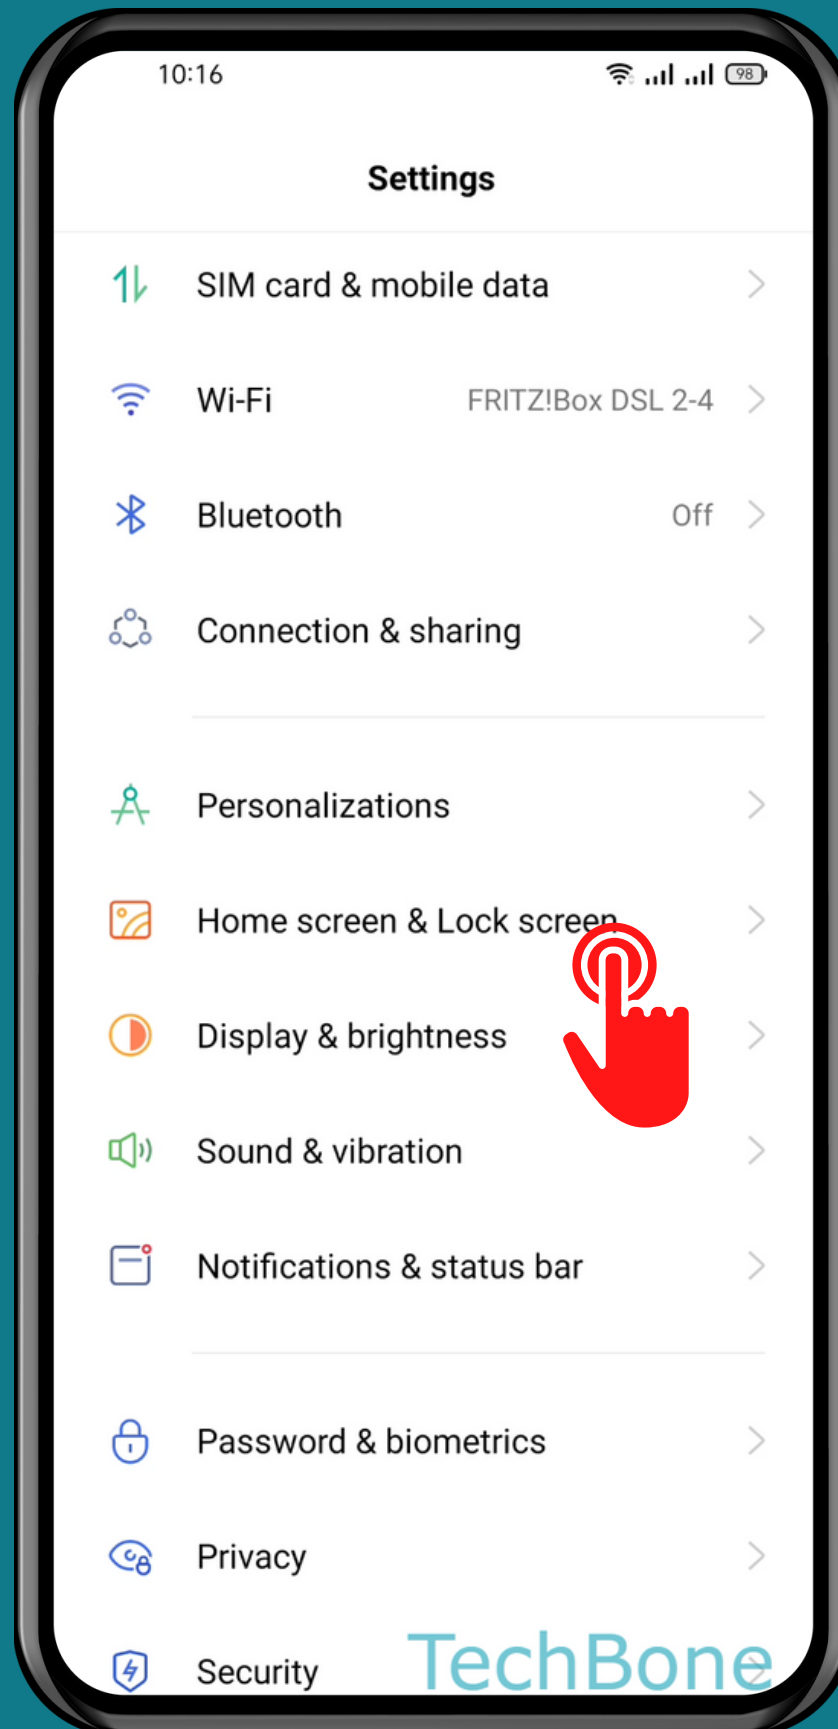 10:16 98
Settings
SIM card & mobile data
Wi-Fi FRITZ!Box DSL 2-4
Bluetooth Off
Connection & sharing
Personalizations
Home screen & Lock screen
Display & brightness
Sound & vibration
Notifications & status bar
Password & biometrics
Privacy
Security
TechBone